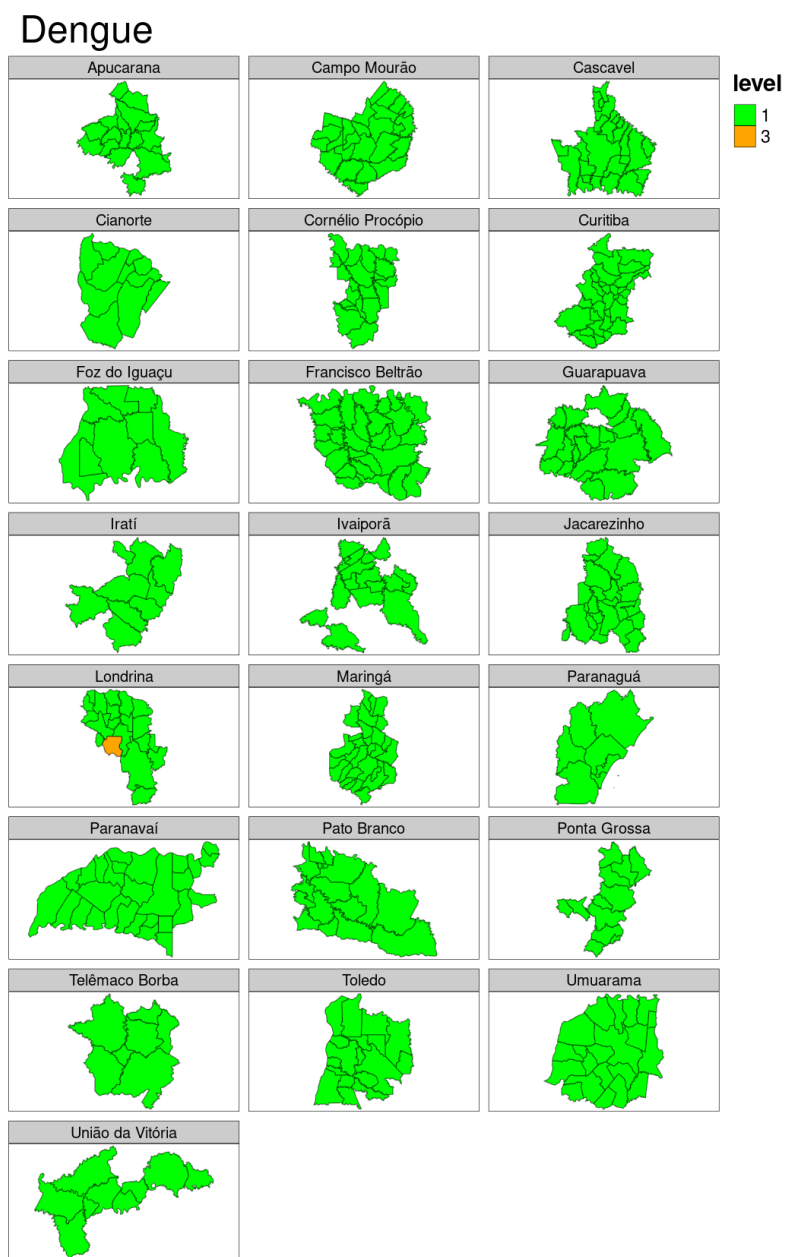 Dengue
Apucarana
Campo Mourão
Cascavel
level
1
3
Cianorte
Cornélio Procópio
Curitiba
Foz do Iguaçu
Francisco Beltrão
Guarapuava
Iratí
Ivaiporã
Jacarezinho
Londrina
Maringá
Paranaguá
Paranavaí
Pato Branco
Ponta Grossa
Telêmaco Borba
Toledo
Umuarama
União da Vitória